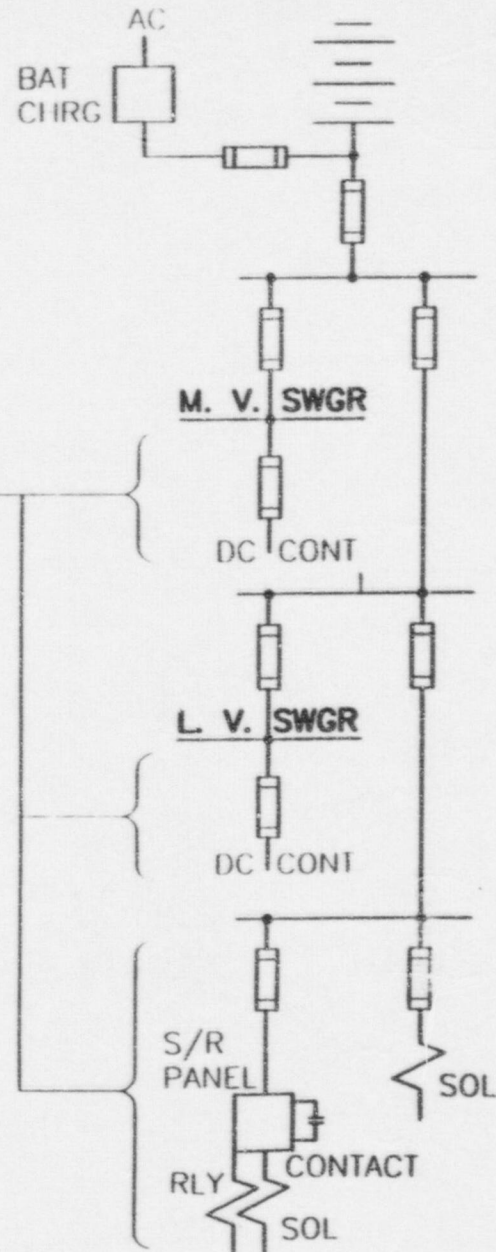 AC
BAT
CHRG
M. V. SWGR
DC CONT
L. V. SWGR
DC CONT
S/R
PANEL
SOL
CONTACT
RLY
SOL